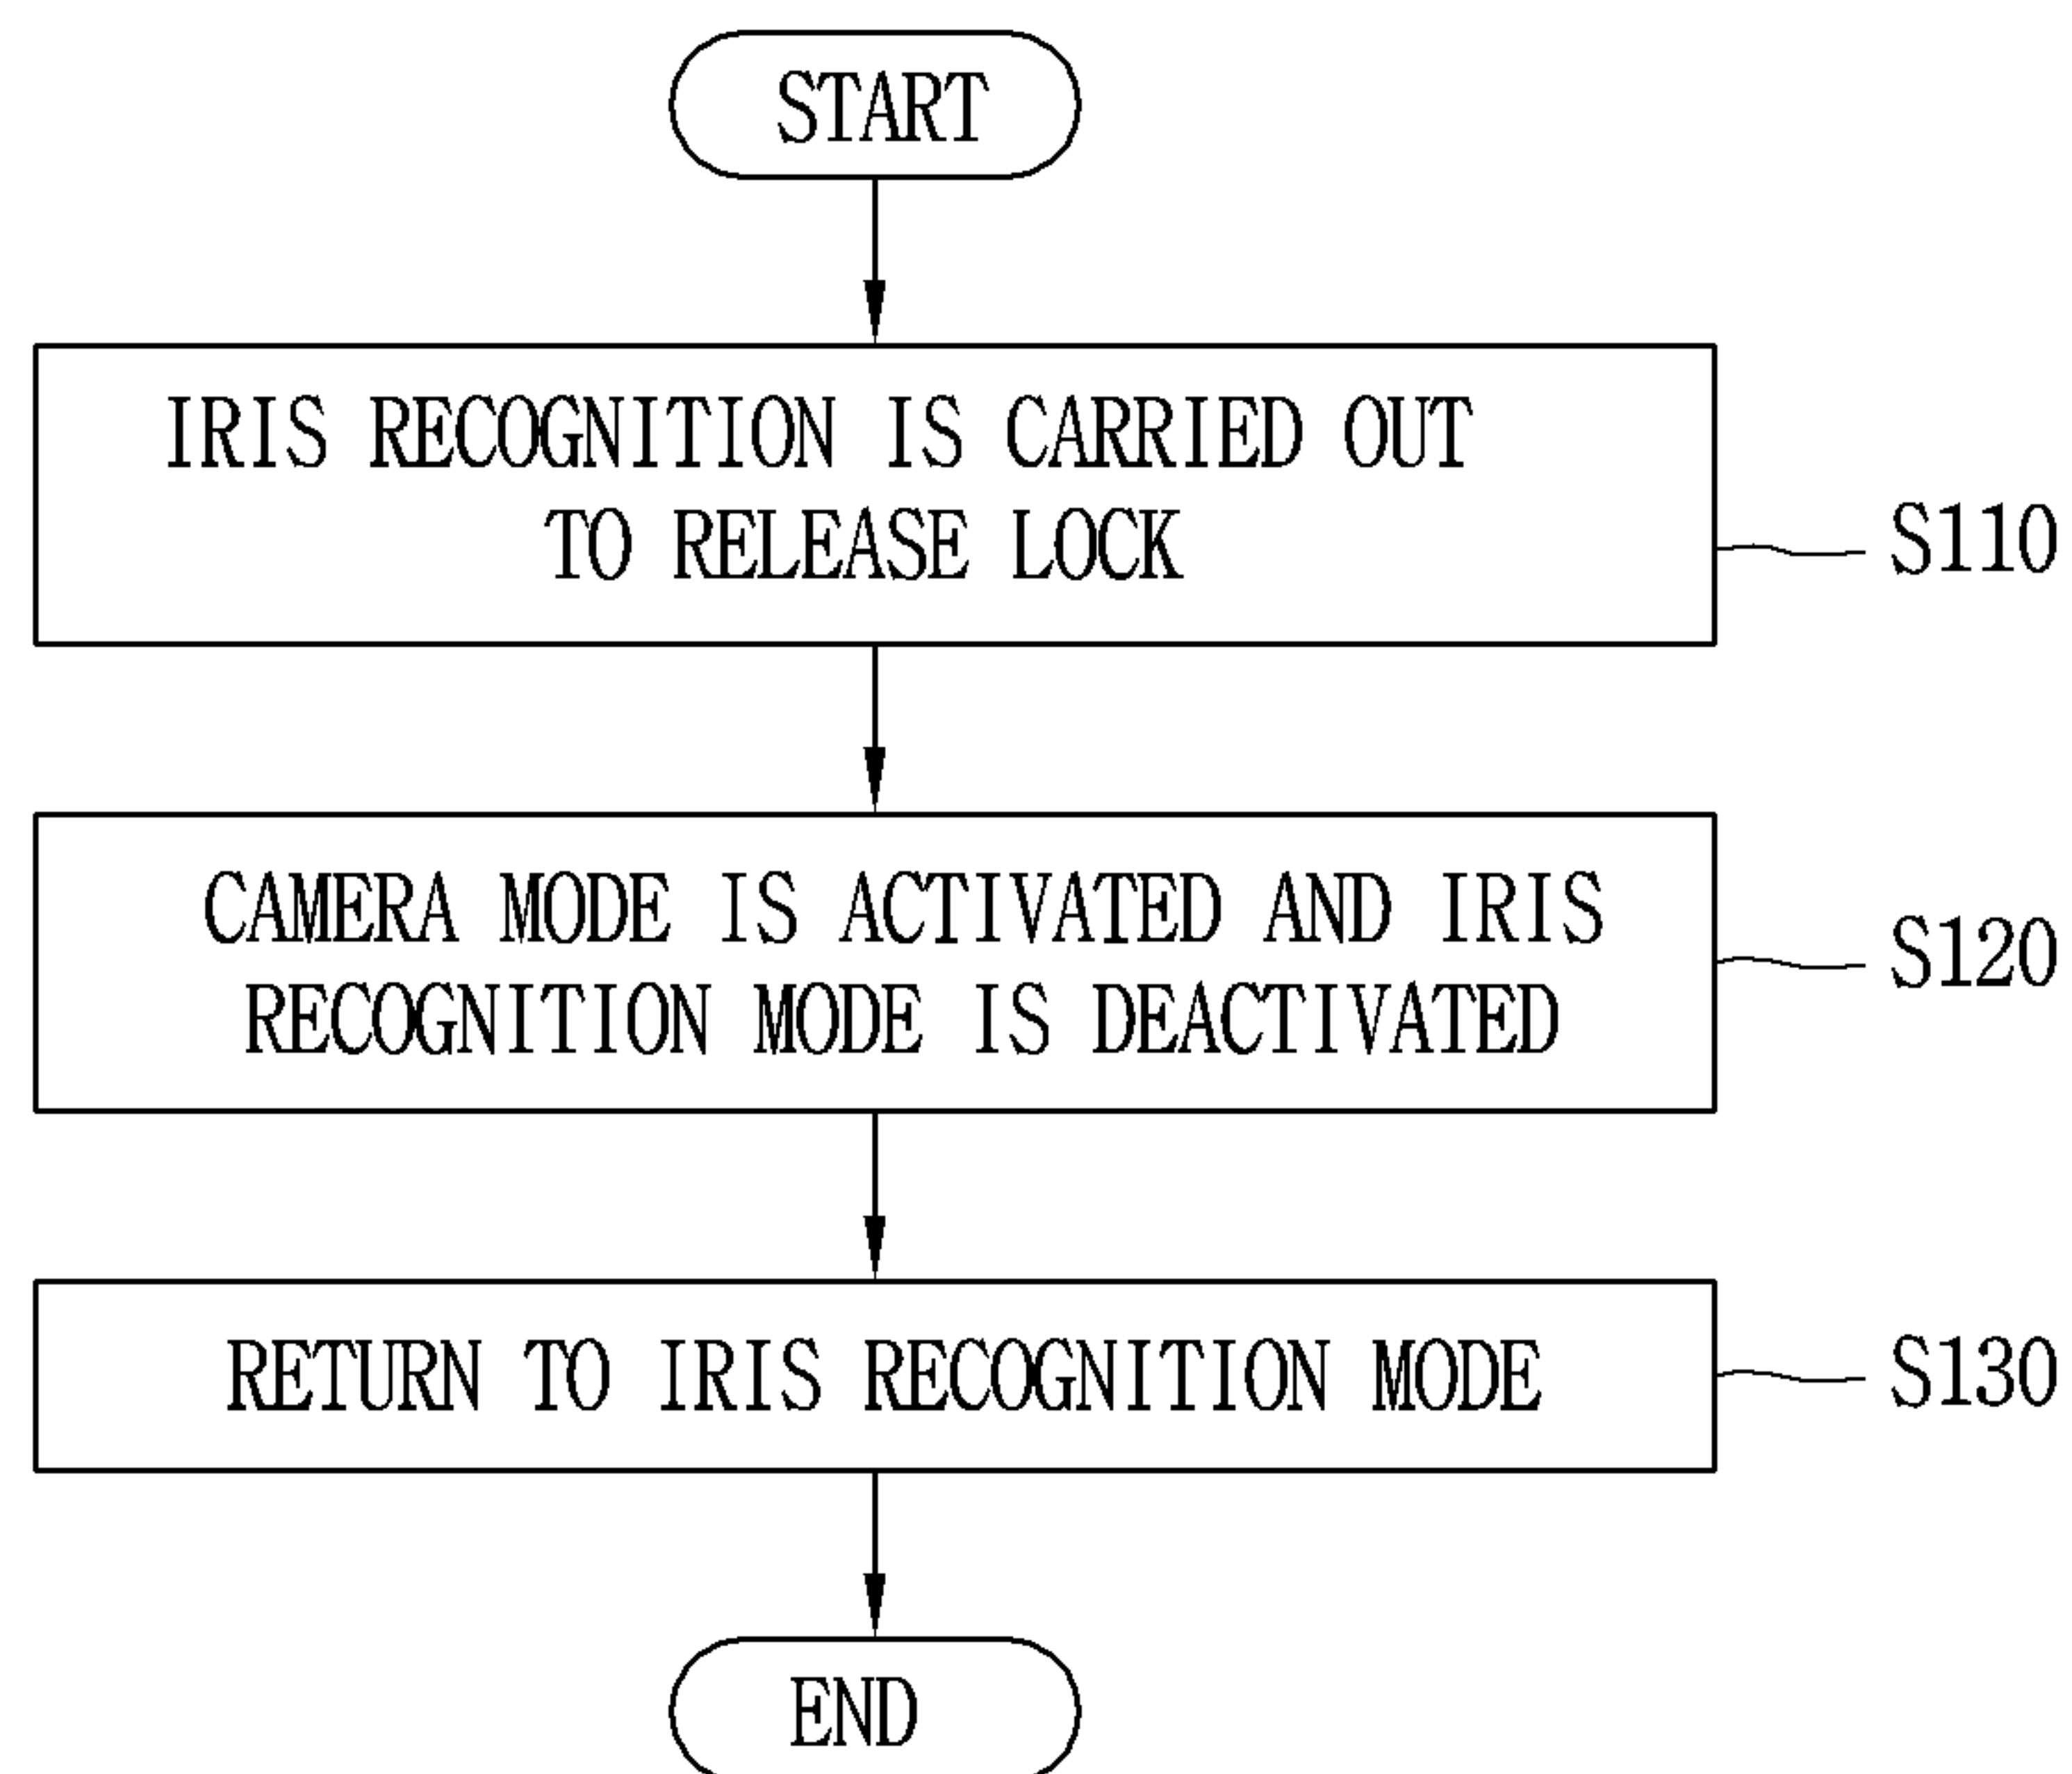 START
IRIS RECOGNITION IS CARRIED OUT
TO RELEASE LOCK
S110
CAMERA MODE IS ACTIVATED AND IRIS
RECOGNITION MODE IS DEACTIVATED
S120
RETURN TO IRIS RECOGNITION MODE
S130
END